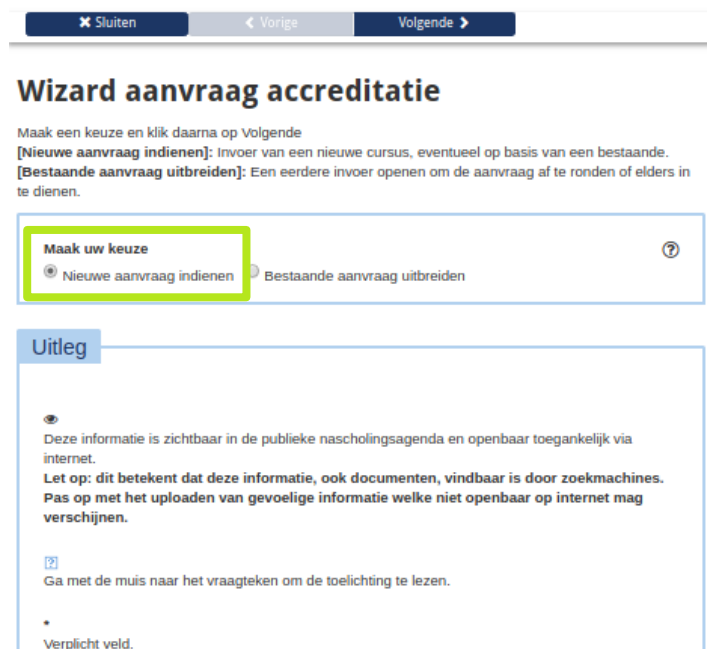 ✖ Sluiten ❮ Vorige Volgende ❯
Wizard aanvraag accreditatie
Maak een keuze en klik daarna op Volgende
[Nieuwe aanvraag indienen]: Invoer van een nieuwe cursus, eventueel op basis van een bestaande.
[Bestaande aanvraag uitbreiden]: Een eerdere invoer openen om de aanvraag af te ronden of elders in
te dienen.
Maak uw keuze ?
Nieuwe aanvraag indienen Bestaande aanvraag uitbreiden
Uitleg
Deze informatie is zichtbaar in de publieke nascholingsagenda en openbaar toegankelijk via
internet.
Let op: dit betekent dat deze informatie, ook documenten, vindbaar is door zoekmachines.
Pas op met het uploaden van gevoelige informatie welke niet openbaar op internet mag
verschijnen.
?
Ga met de muis naar het vraagteken om de toelichting te lezen.
*
Verplicht veld.